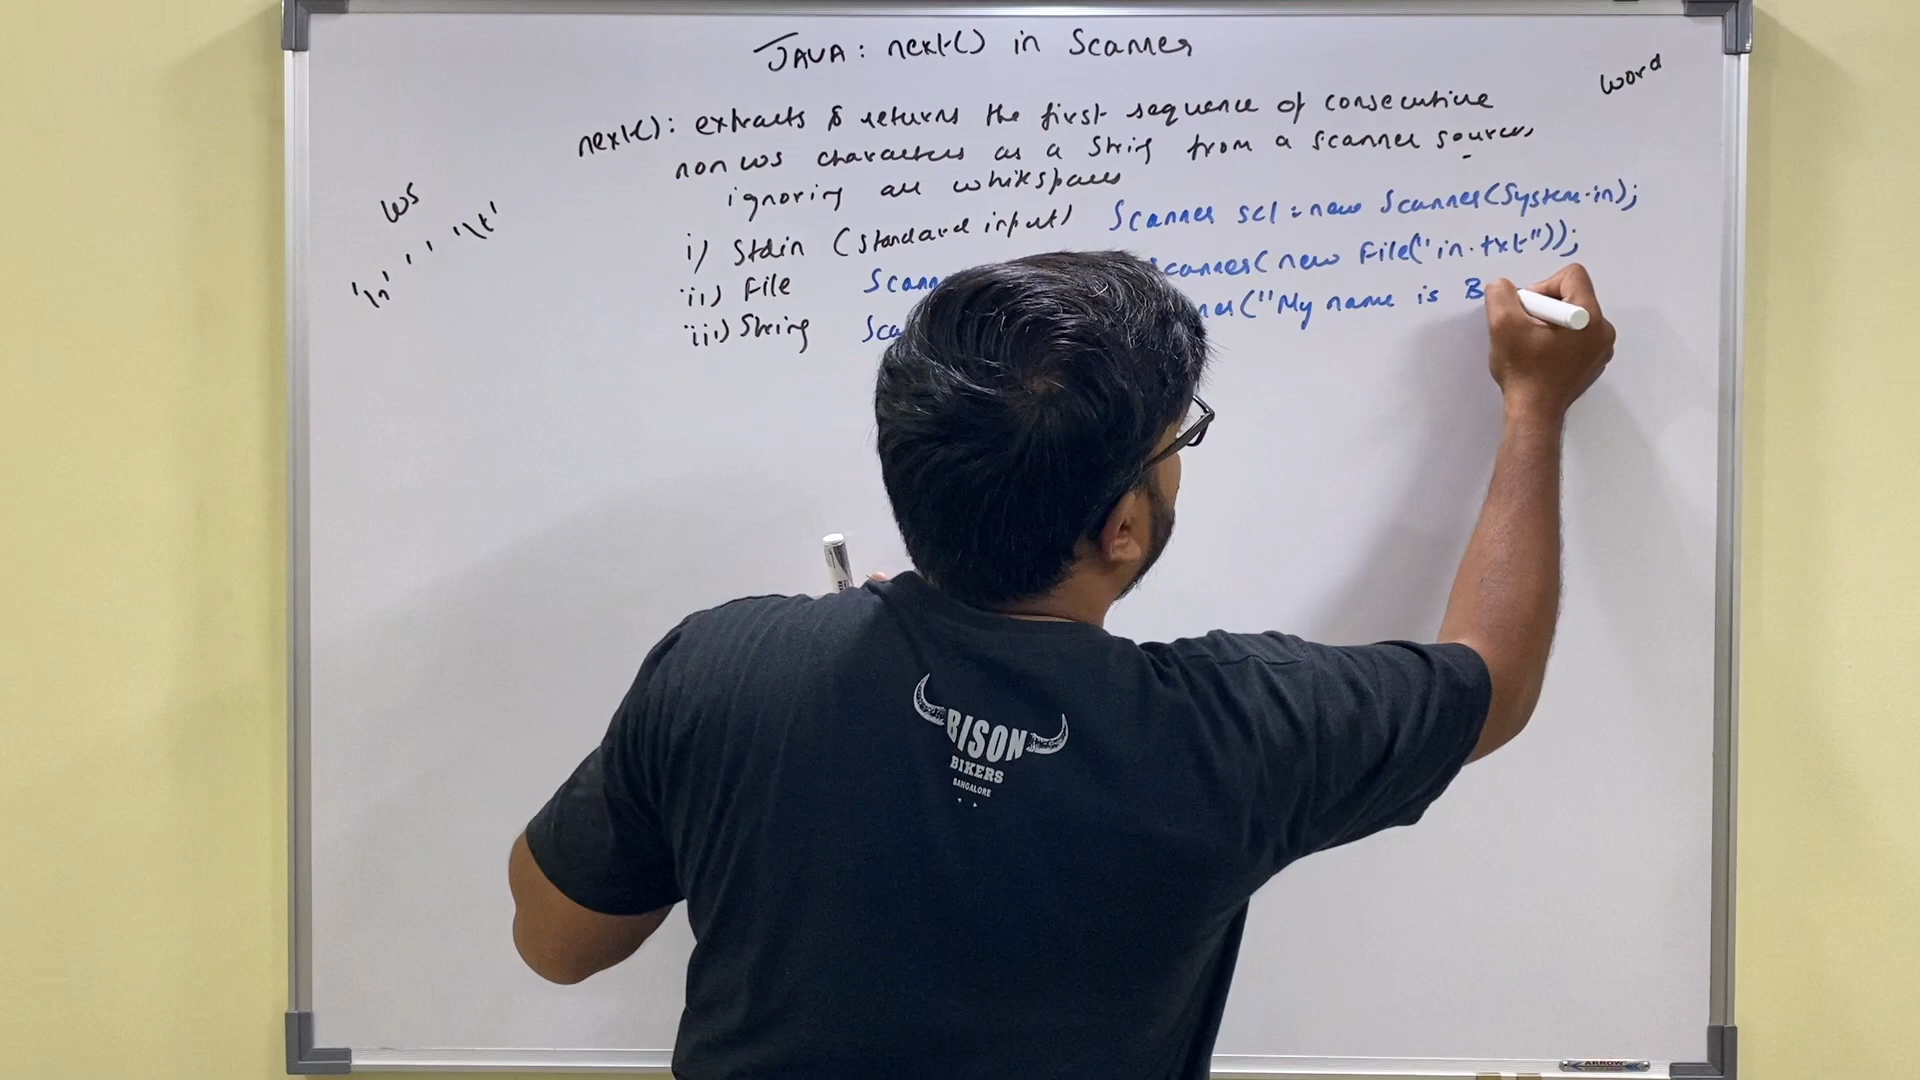 JAVA: next() in Scanner
word
next(): extracts & returns the first sequence of consecutive
non ws characters as a String from a scanner source,
ignoring all whitespaces
ws
'\n' ' ' '\t'
i) Stdin (standard input) Scanner sc1 = new Scanner(System.in);
ii) File Scann Scanner(new File("in.txt"));
iii) String Sca ner("My name is B
BISON
BIKERS
BANGALORE
ARROW